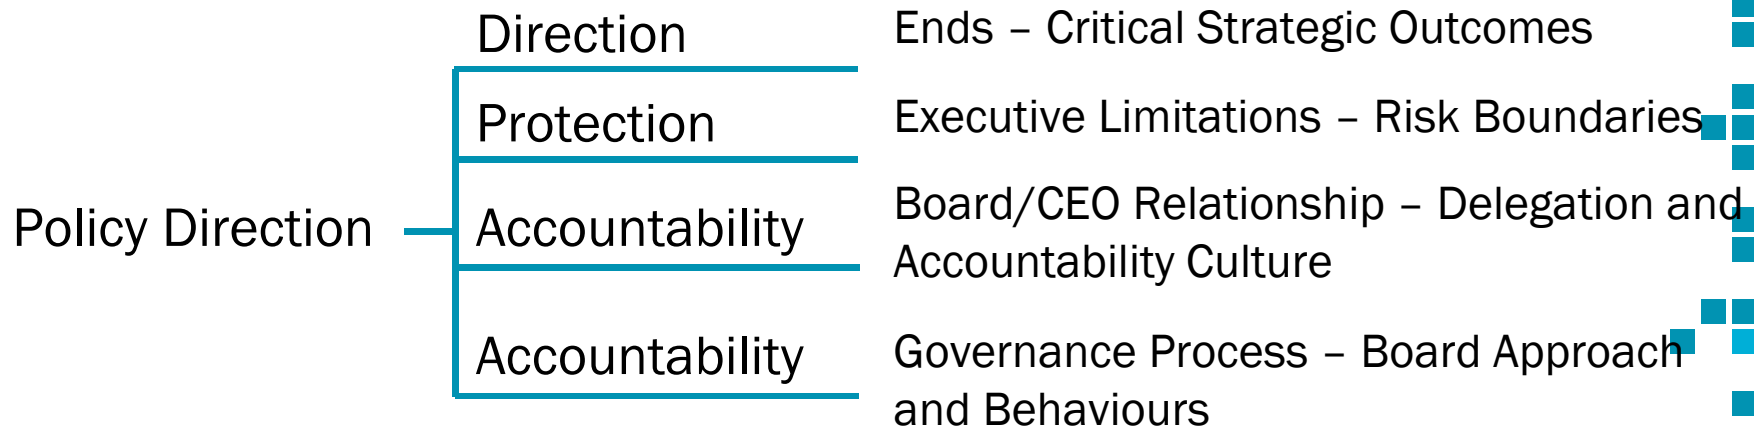 Direction
Ends – Critical Strategic Outcomes
Protection
Executive Limitations – Risk Boundaries
Policy Direction
Accountability
Board/CEO Relationship – Delegation and
Accountability Culture
Accountability
Governance Process – Board Approach
and Behaviours